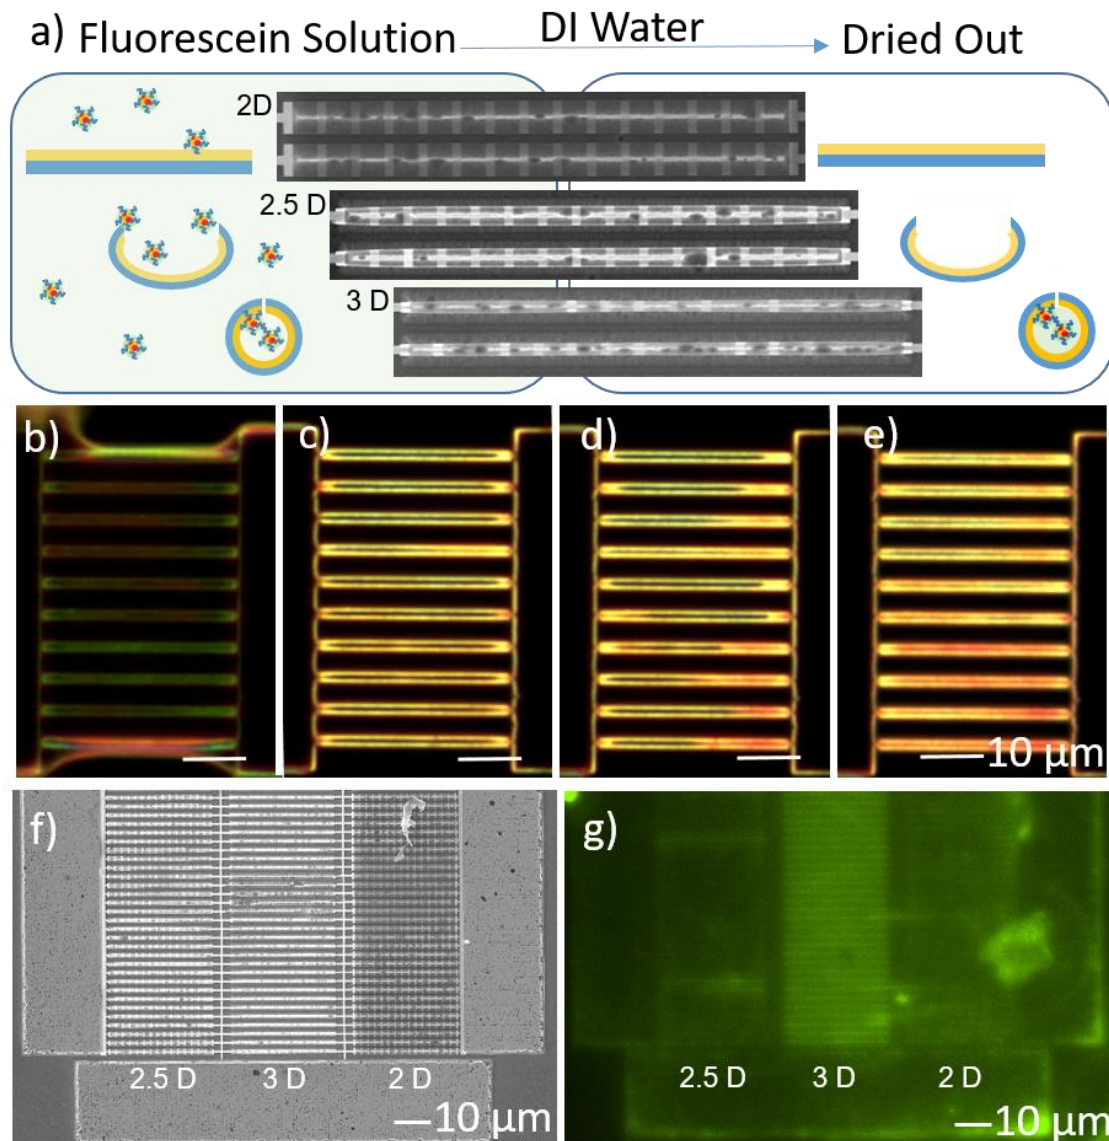 a) Fluorescein Solution DI Water Dried Out
2D
2.5 D
3 D
b) c) d) e)
10 µm
f) g)
2.5 D 3 D 2 D 2.5 D 3 D 2 D
10 µm 10 µm